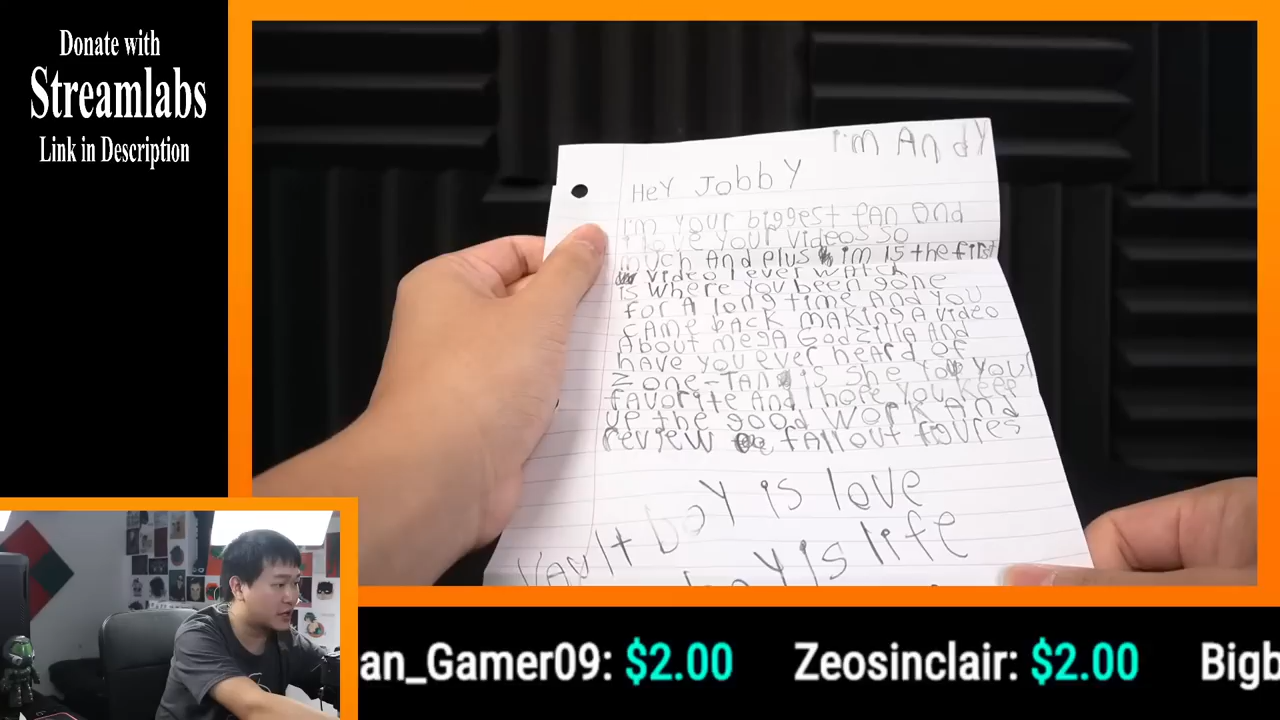 Donate with
Streamlabs
Link in Description
I'm Andy
Hey Jobby
I'm your biggest fan and
i love your videos so
much And plus im is the first
video I ever watch
is where you been gone
for A long time And you
came back making A video
About mega Godzilla And
have you ever heard of
Zone-Tan is she your
favorite And I hope you keep
up the good work And
review fallout figures
Vault boy is love
boy is life
an_Gamer09: $2.00 Zeosinclair: $2.00 Bigb